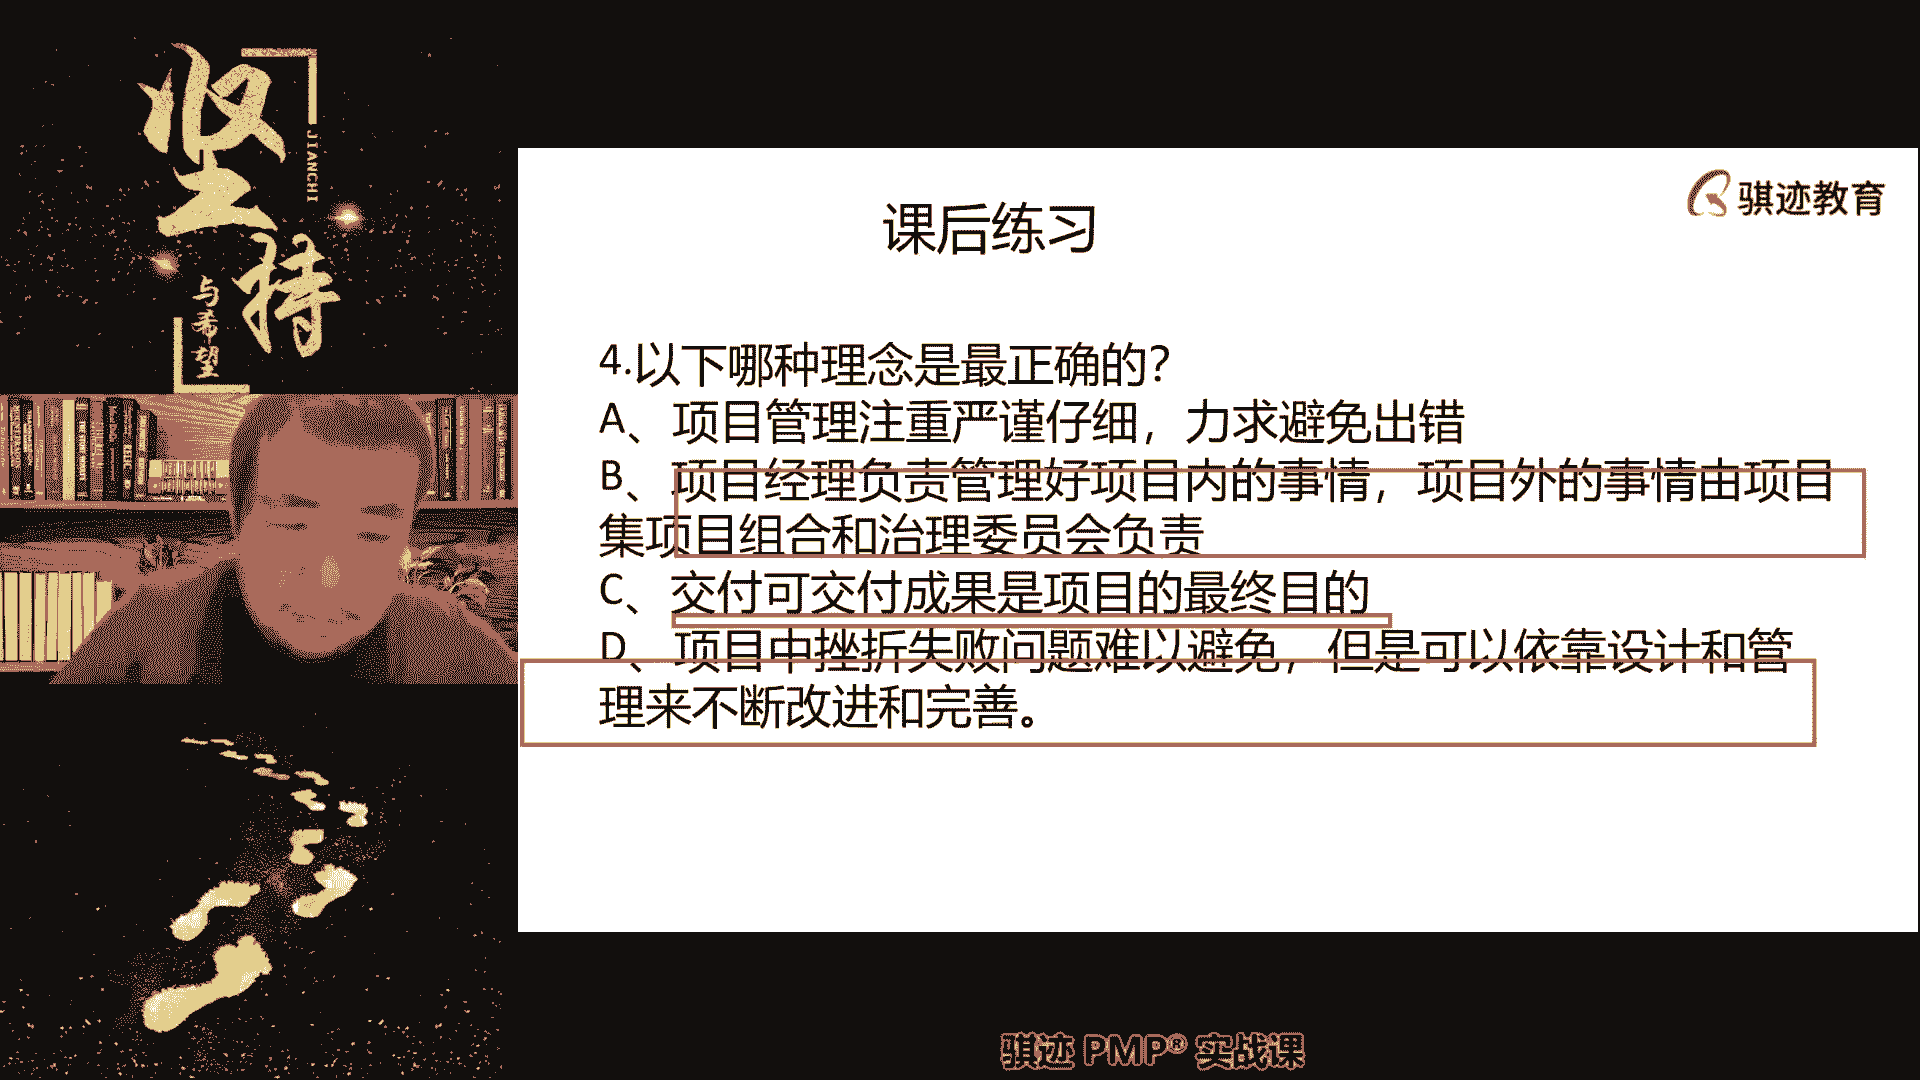 坚持
JIANCHI
与希望
骐迹教育
课后练习
4.以下哪种理念是最正确的?
A、项目管理注重严谨仔细，力求避免出错
B、项目经理负责管理好项目内的事情，项目外的事情由项目
集项目组合和治理委员会负责
C、交付可交付成果是项目的最终目的
D、项目中挫折失败问题难以避免，但是可以依靠设计和管
理来不断改进和完善。
骐迹 PMP® 实战课